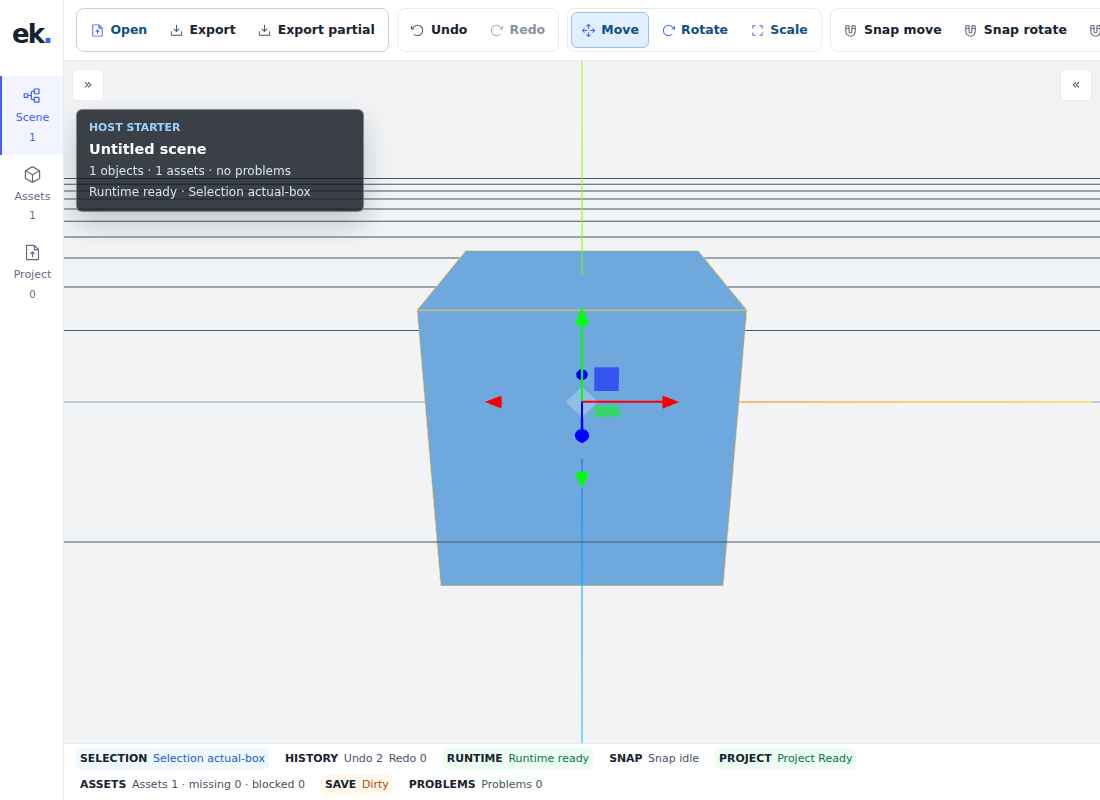 ek.
Open Export Export partial Undo Redo Move Rotate Scale Snap move Snap rotate
Scene
1
Assets
1
Project
0
»
«
HOST STARTER
Untitled scene
1 objects · 1 assets · no problems
Runtime ready · Selection actual-box
SELECTION Selection actual-box HISTORY Undo 2 Redo 0 RUNTIME Runtime ready SNAP Snap idle PROJECT Project Ready
ASSETS Assets 1 · missing 0 · blocked 0 SAVE Dirty PROBLEMS Problems 0